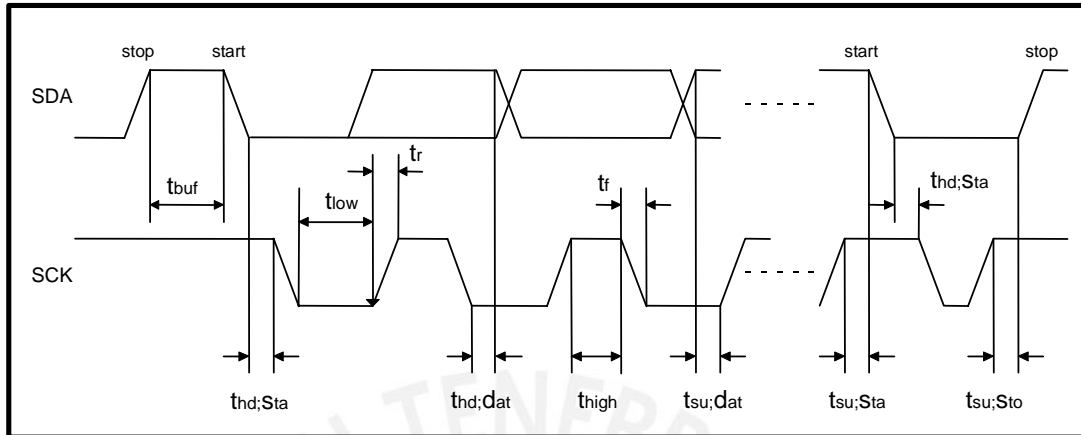 stop start start stop
SDA
tr
tbuf tlow tf thd;sta
SCK
thd;sta thd;dat thigh tsu;dat tsu;sta tsu;sto